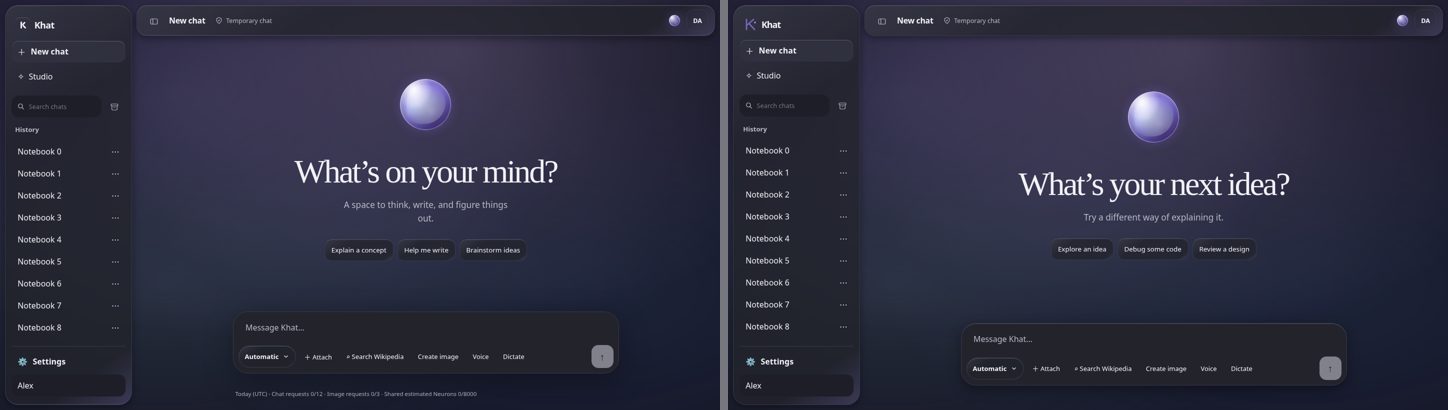 K Khat
New chat
Studio
Search chats
History
Notebook 0
Notebook 1
Notebook 2
Notebook 3
Notebook 4
Notebook 5
Notebook 6
Notebook 7
Notebook 8
Settings
Alex
New chat Temporary chat DA
What’s on your mind?
A space to think, write, and figure things
out.
Explain a concept Help me write Brainstorm ideas
Message Khat...
Automatic + Attach Search Wikipedia Create image Voice Dictate ↑
Today (UTC) · Chat requests 0/12 · Image requests 0/3 · Shared estimated Neurons 0/8000
K Khat
New chat
Studio
Search chats
History
Notebook 0
Notebook 1
Notebook 2
Notebook 3
Notebook 4
Notebook 5
Notebook 6
Notebook 7
Notebook 8
Settings
Alex
New chat Temporary chat DA
What’s your next idea?
Try a different way of explaining it.
Explore an idea Debug some code Review a design
Message Khat...
Automatic + Attach Search Wikipedia Create image Voice Dictate ↑